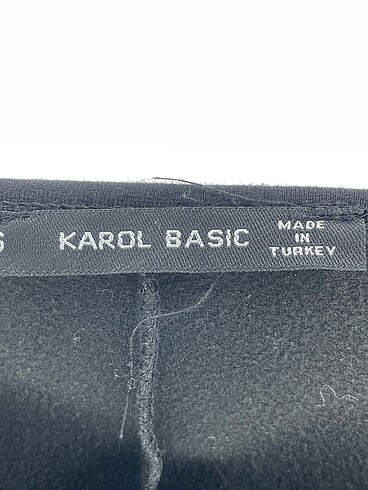 S KAROL BASIC
MADE
IN
TURKEY